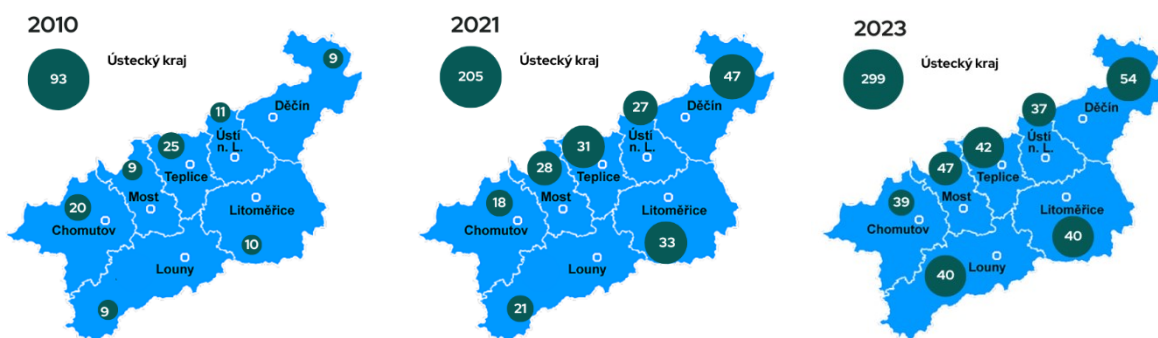 2010
93
Ústecký kraj
9
11
Děčín
25
Ústí
n. L.
9
Teplice
20
Most
Litoměřice
Chomutov
10
Louny
9
2021
205
Ústecký kraj
47
27
Děčín
31
Ústí
n. L.
28
Teplice
18
Most
Litoměřice
Chomutov
33
Louny
21
2023
299
Ústecký kraj
54
37
Děčín
42
Ústí
n. L.
47
Teplice
39
Most
Litoměřice
Chomutov
40
Louny
40